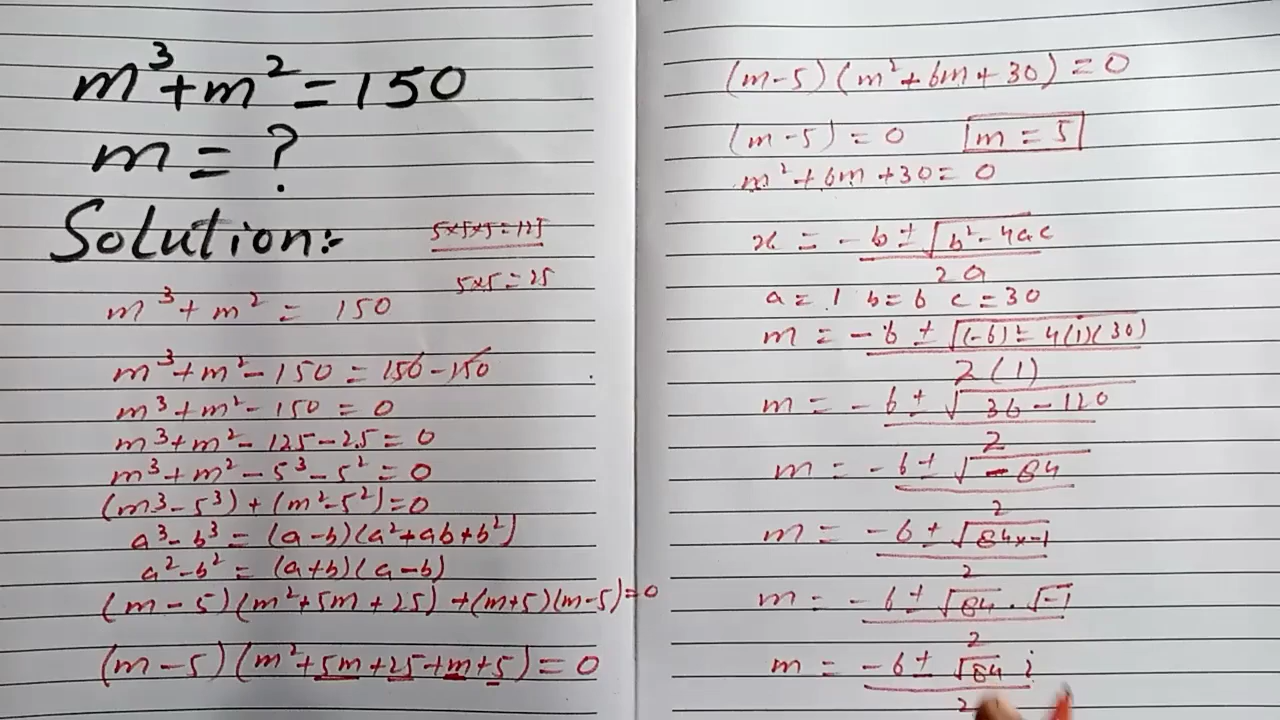 m³+m²=150
m=?
Solution:-
5×5×5=125
5×5=25
m³+m²= 150
m³+m²-150=150-150
m³+m²-150=0
m³+m²-125-25=0
m³+m²-5³-5²=0
(m³-5³)+(m²-5²)=0
a³-b³=(a-b)(a²+ab+b²)
a²-b²=(a+b)(a-b)
(m-5)(m²+5m+25)+(m+5)(m-5)=0
(m-5)(m²+5m+25+m+5)=0
(m-5)(m²+6m+30)=0
(m-5)=0 m=5
m²+6m+30=0
x=-b±√b²-4ac
2a
a=1 b=6 c=30
m=-6±√(-6)²-4(1)(30)
2(1)
m=-6±√36-120
2
m=-6±√-84
2
m=-6±√84×-1
2
m=-6±√84.√-1
2
m=-6±√84 i
2